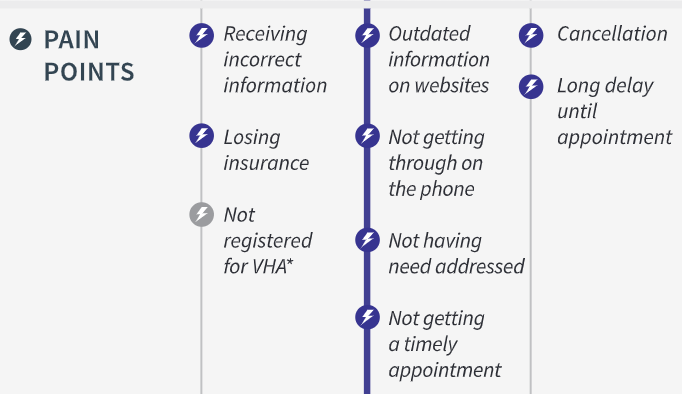 PAIN
POINTS
Receiving
incorrect
information
Losing
insurance
Not
registered
for VHA*
Outdated
information
on websites
Not getting
through on
the phone
Not having
need addressed
Not getting
a timely
appointment
Cancellation
Long delay
until
appointment